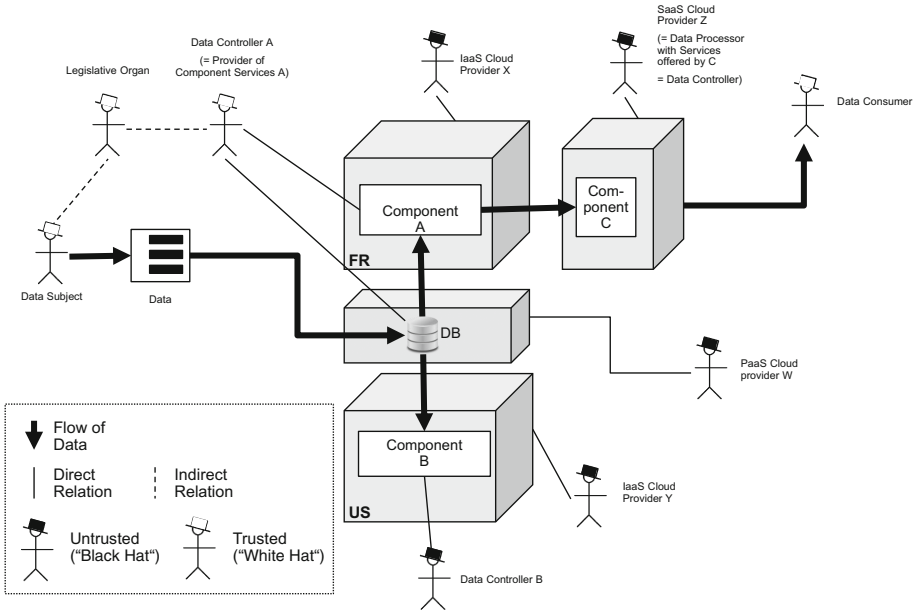 SaaS Cloud
Provider Z
(= Data Processor
with Services
offered by C
= Data Controller)
Data Controller A
(= Provider of
Component Services A)
IaaS Cloud
Provider X
Legislative Organ
Data Consumer
Component
A
Com-
ponent
C
FR
Data Subject
Data
DB
PaaS Cloud
provider W
Component
B
US
IaaS Cloud
Provider Y
Data Controller B
Flow of
Data
Direct
Relation
Indirect
Relation
Untrusted
("Black Hat“)
Trusted
("White Hat“)